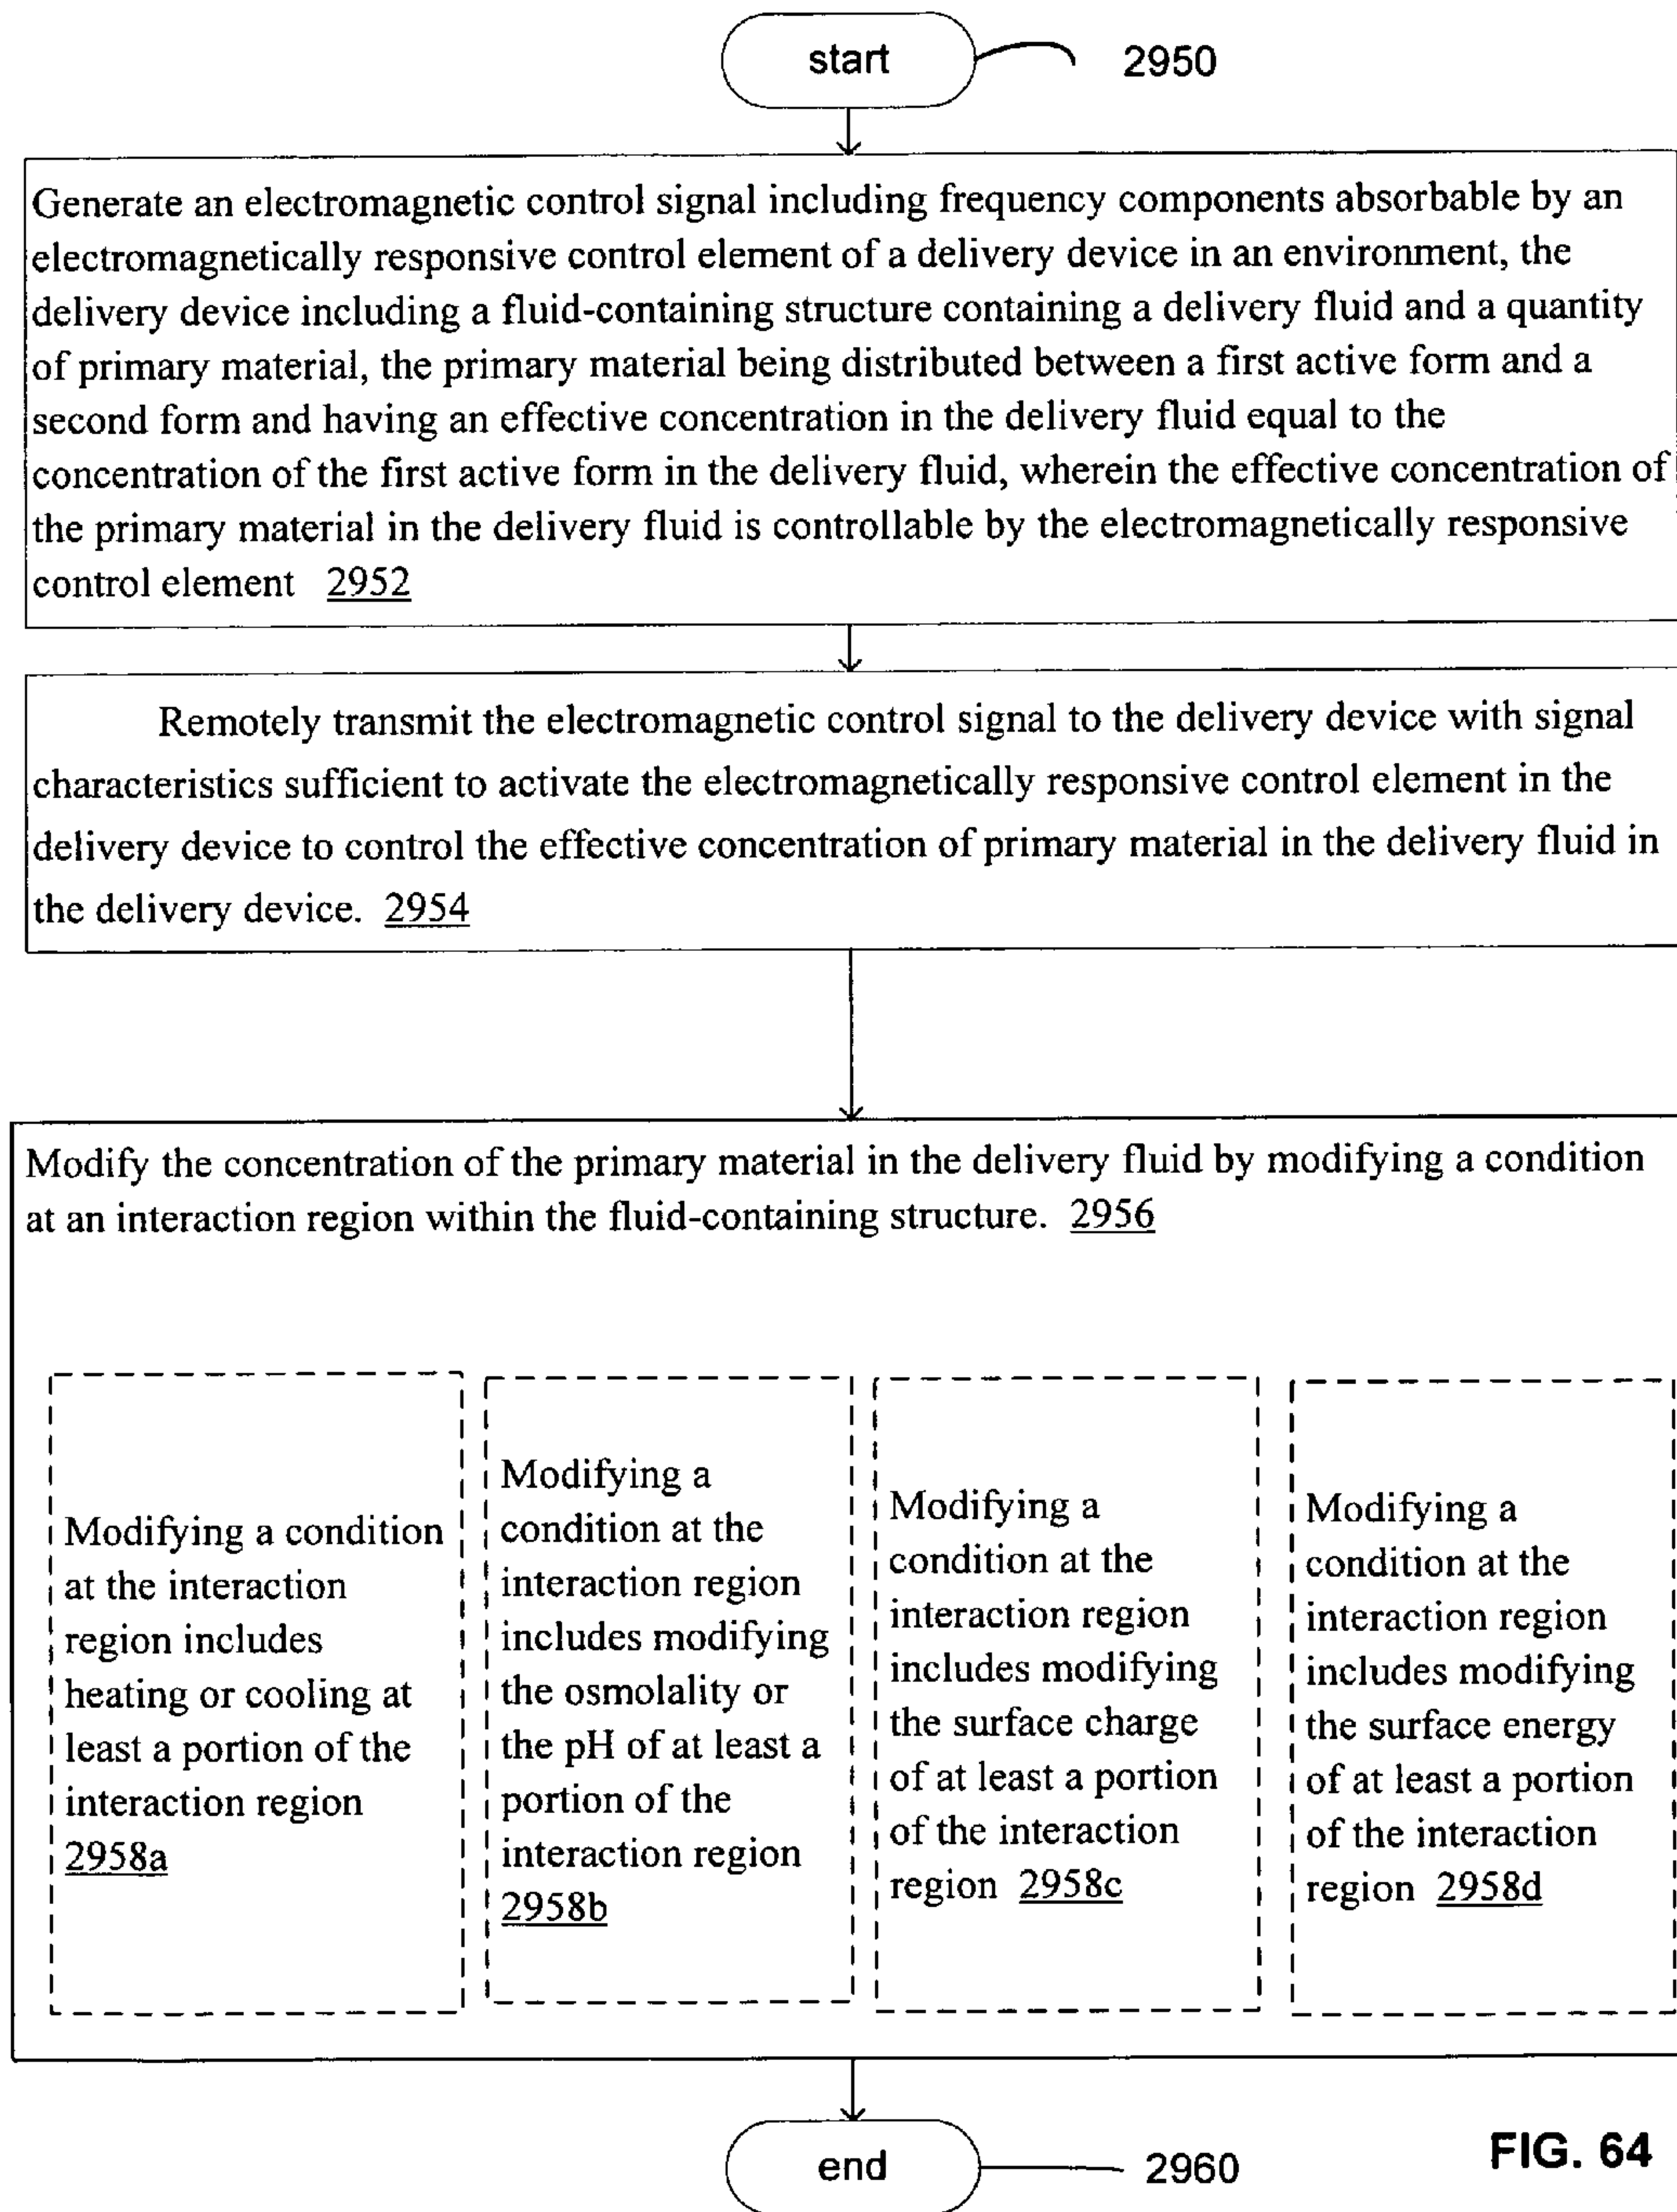 start
2950
Generate an electromagnetic control signal including frequency components absorbable by an
electromagnetically responsive control element of a delivery device in an environment, the
delivery device including a fluid-containing structure containing a delivery fluid and a quantity
of primary material, the primary material being distributed between a first active form and a
second form and having an effective concentration in the delivery fluid equal to the
concentration of the first active form in the delivery fluid, wherein the effective concentration of
the primary material in the delivery fluid is controllable by the electromagnetically responsive
control element 2952
Remotely transmit the electromagnetic control signal to the delivery device with signal
characteristics sufficient to activate the electromagnetically responsive control element in the
delivery device to control the effective concentration of primary material in the delivery fluid in
the delivery device. 2954
Modify the concentration of the primary material in the delivery fluid by modifying a condition
at an interaction region within the fluid-containing structure. 2956
Modifying a condition
at the interaction
region includes
heating or cooling at
least a portion of the
interaction region
2958a
Modifying a
condition at the
interaction region
includes modifying
the osmolality or
the pH of at least a
portion of the
interaction region
2958b
Modifying a
condition at the
interaction region
includes modifying
the surface charge
of at least a portion
of the interaction
region 2958c
Modifying a
condition at the
interaction region
includes modifying
the surface energy
of at least a portion
of the interaction
region 2958d
end
2960
FIG. 64